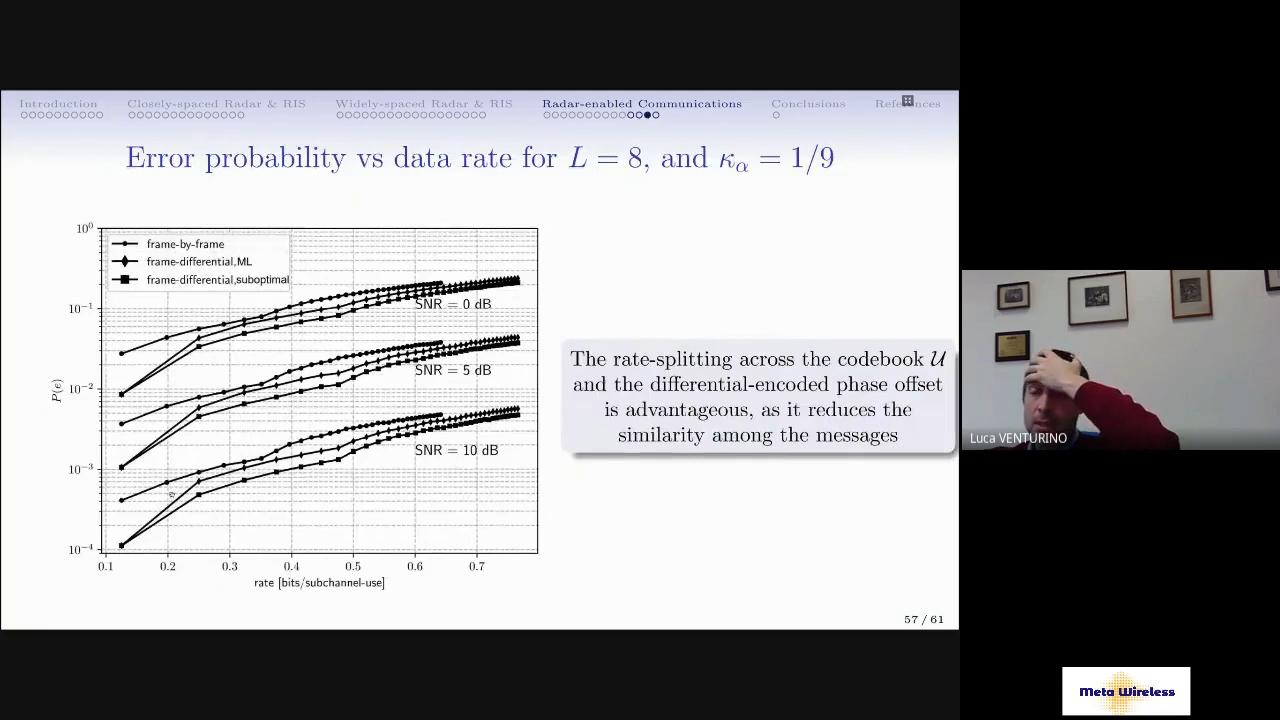 Introduction
Closely-spaced Radar & RIS
Widely-spaced Radar & RIS
Radar-enabled Communications
Conclusions
Error probability vs data rate for L = 8, and κα = 1/9
10⁰
10⁻¹
10⁻²
10⁻³
10⁻⁴
P(e)
frame-by-frame
frame-differential,ML
frame-differential,suboptimal
SNR = 0 dB
SNR = 5 dB
SNR = 10 dB
0.1 0.2 0.3 0.4 0.5 0.6 0.7
rate [bits/subchannel-use]
The rate-splitting across the codebook 𝒰
and the differential-encoded phase offset
is advantageous, as it reduces the
similarity among the messages
57 / 61
Luca VENTURINO
Meta Wireless